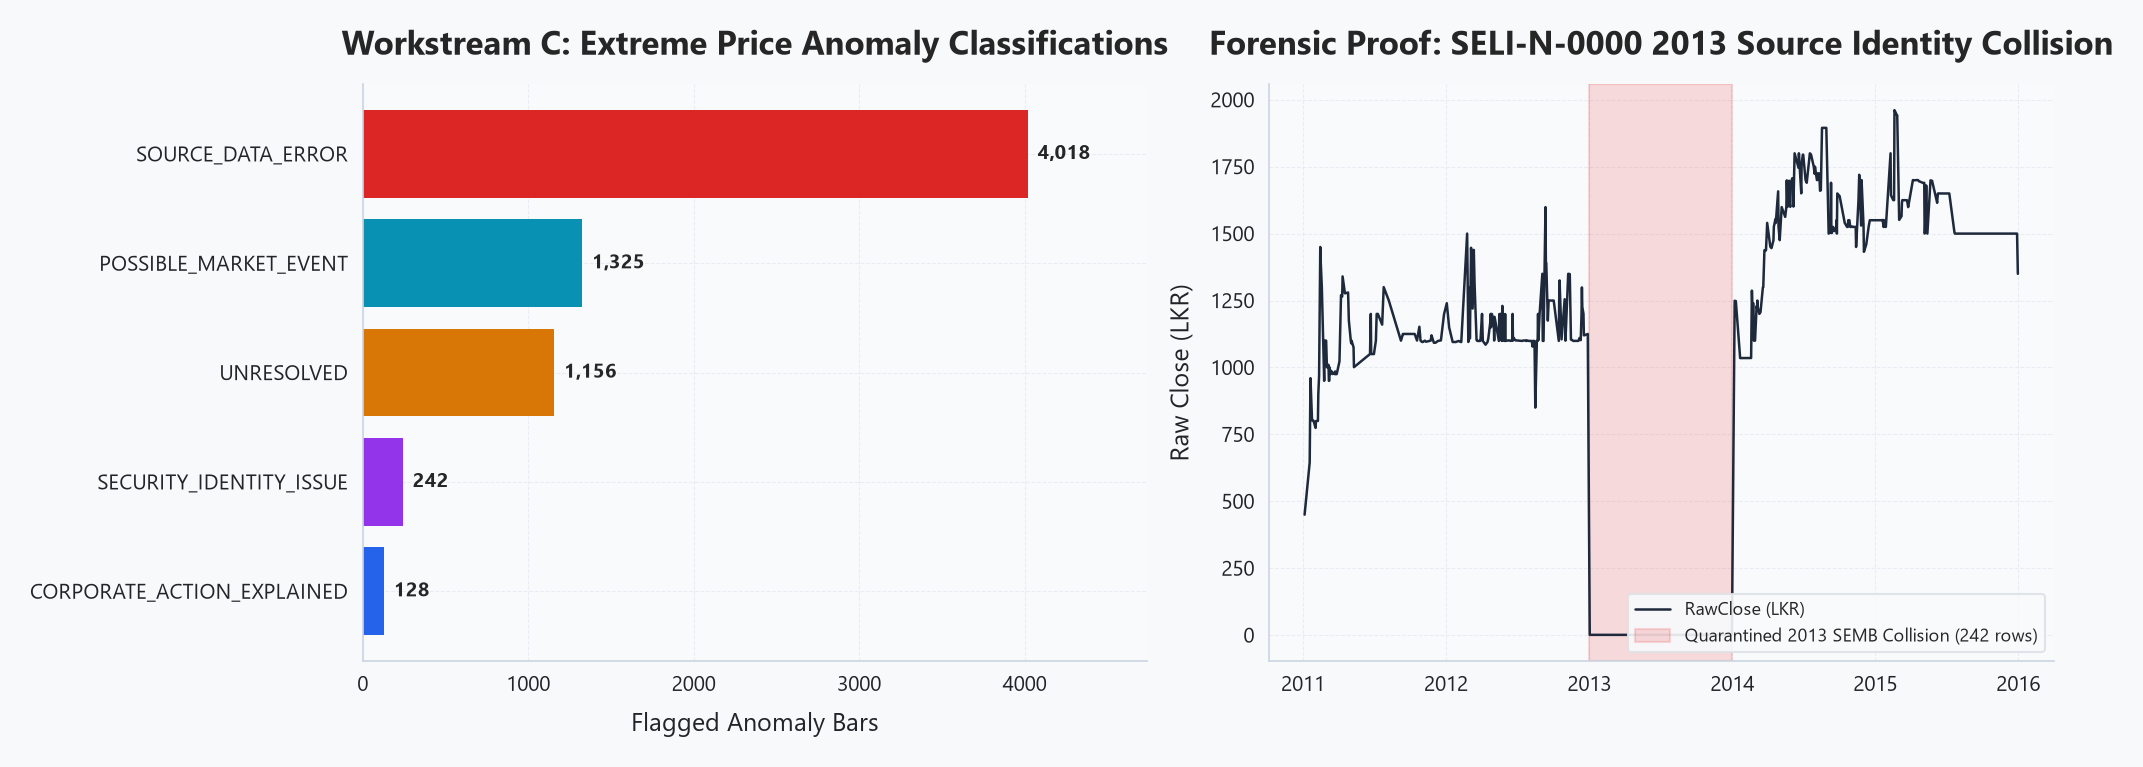 Workstream C: Extreme Price Anomaly Classifications
SOURCE_DATA_ERROR
4,018
POSSIBLE_MARKET_EVENT
1,325
UNRESOLVED
1,156
SECURITY_IDENTITY_ISSUE
242
CORPORATE_ACTION_EXPLAINED
128
0 1000 2000 3000 4000
Flagged Anomaly Bars
Forensic Proof: SELI-N-0000 2013 Source Identity Collision
Raw Close (LKR)
2000
1750
1500
1250
1000
750
500
250
0
RawClose (LKR)
Quarantined 2013 SEMB Collision (242 rows)
2011 2012 2013 2014 2015 2016